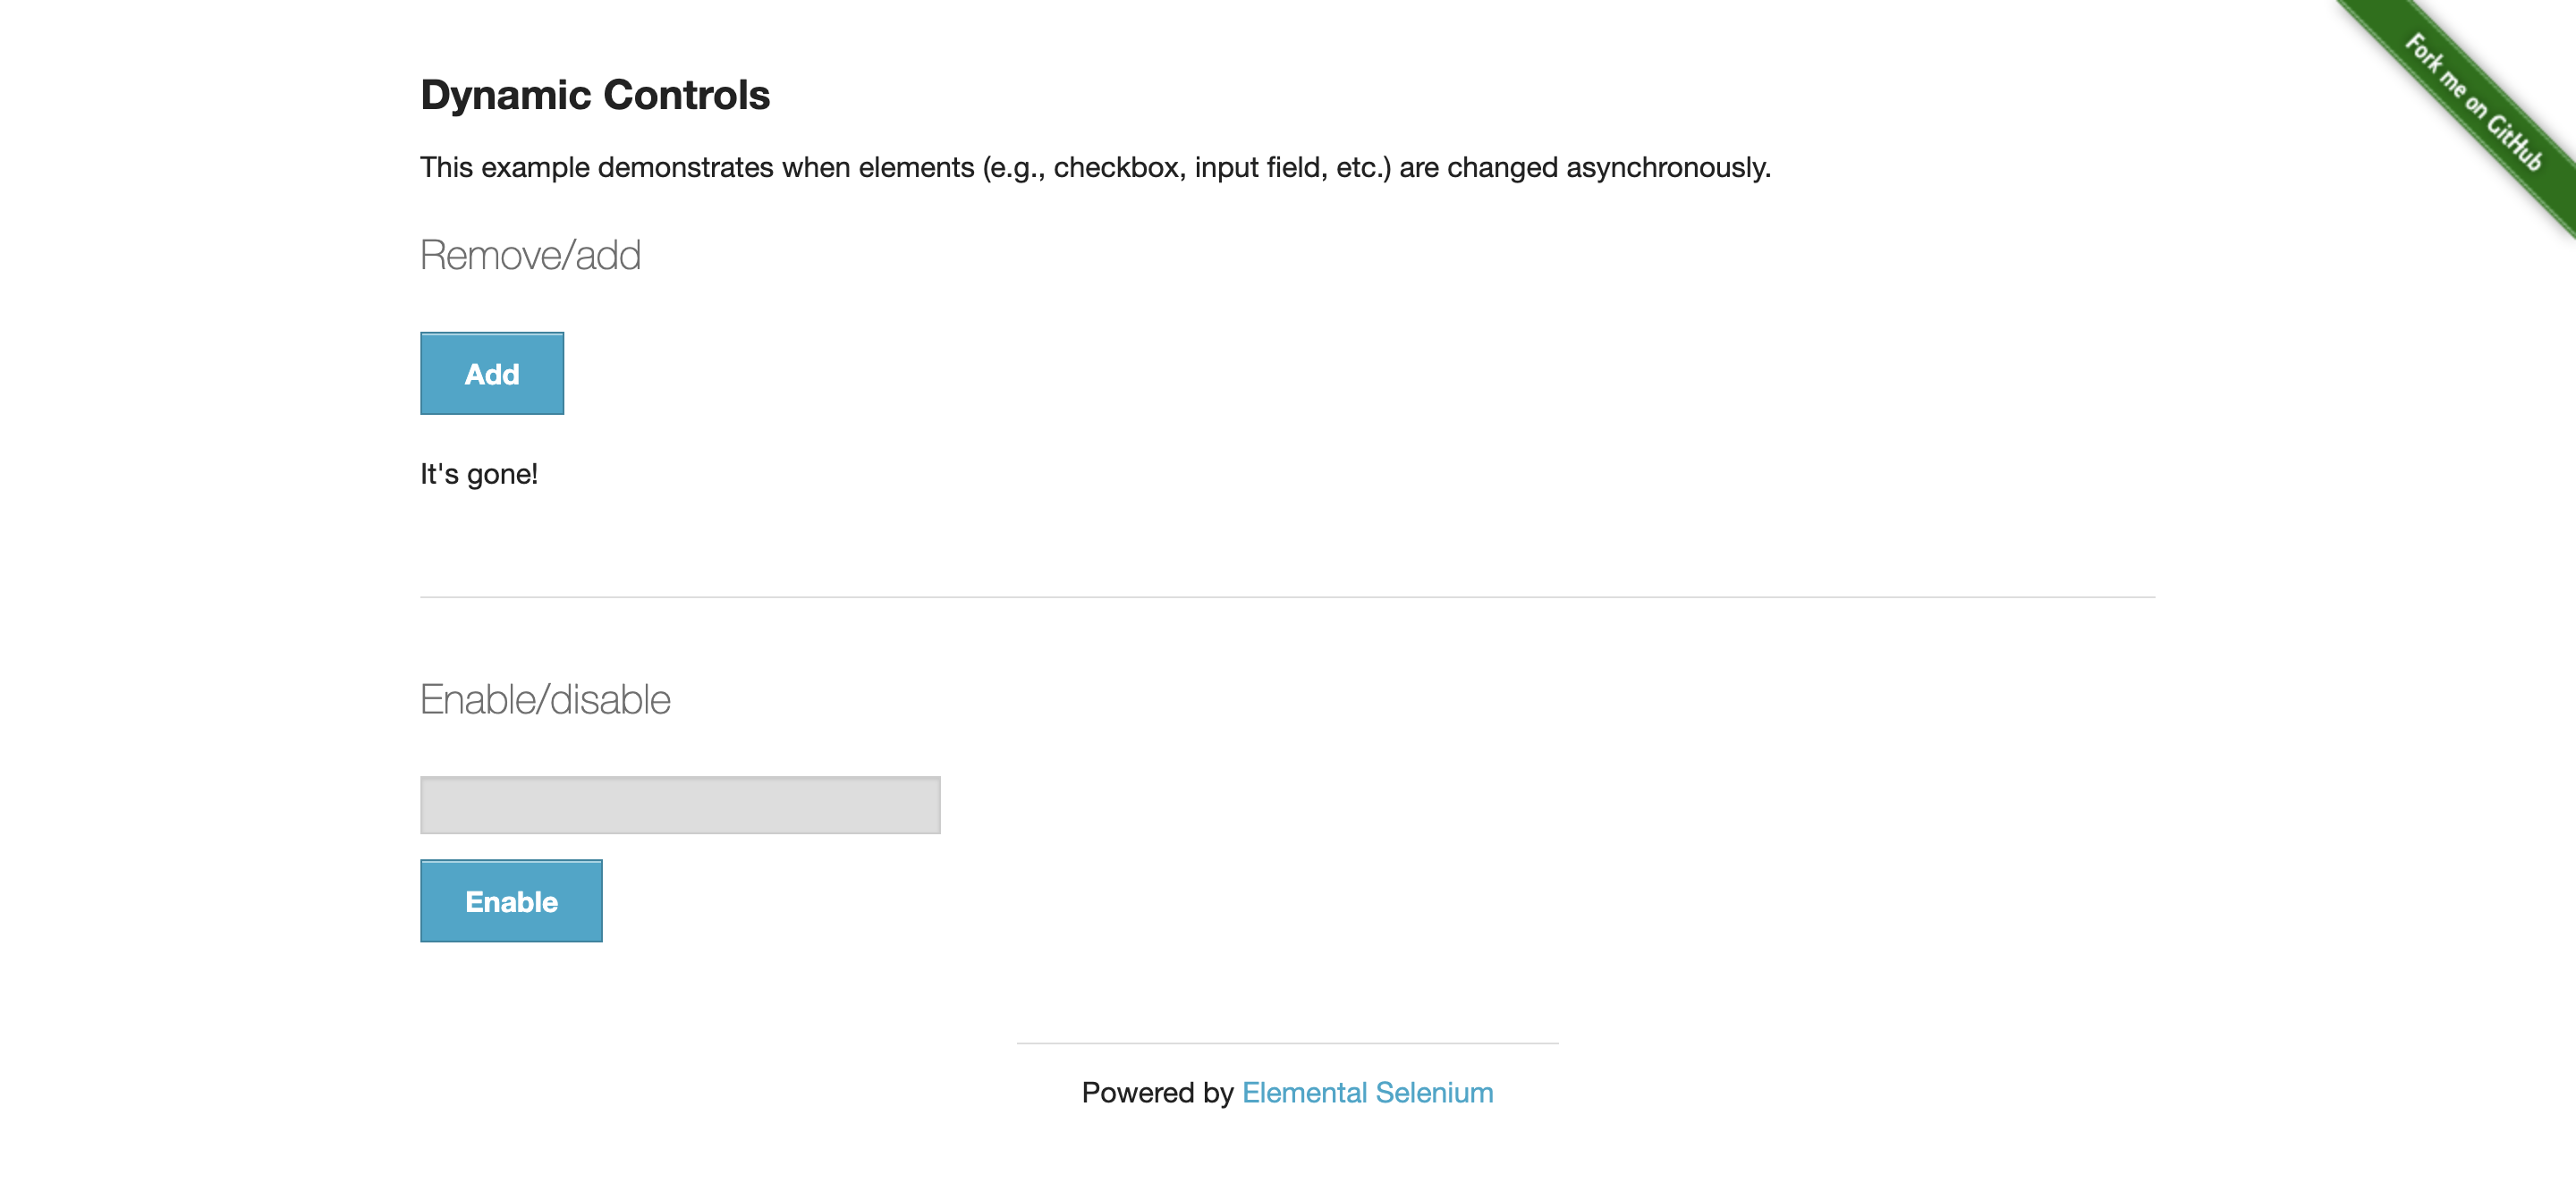 Dynamic Controls
Fork me on GitHub
This example demonstrates when elements (e.g., checkbox, input field, etc.) are changed asynchronously.
Remove/add
Add
It's gone!
Enable/disable
Enable
Powered by Elemental Selenium